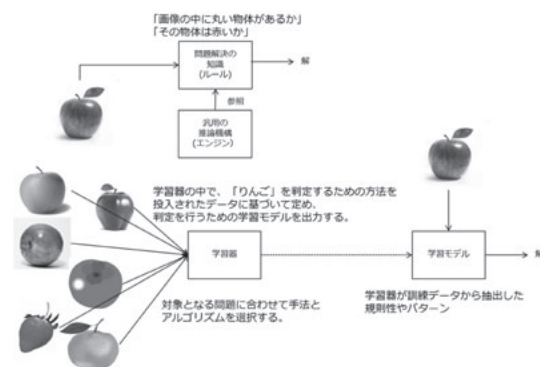 「画像の中に丸い物体があるか」
「その物体は赤いか」
問題解決の
知識
(ルール)
解
参照
汎用の
推論機構
(エンジン)
学習器の中で、「りんご」を判定するための方法を
投入されたデータに基づいて定め、
判定を行うための学習モデルを出力する。
学習器
学習モデル
解
対象となる問題に合わせて手法と
アルゴリズムを選択する。
学習器が訓練データから抽出した
規則性やパターン